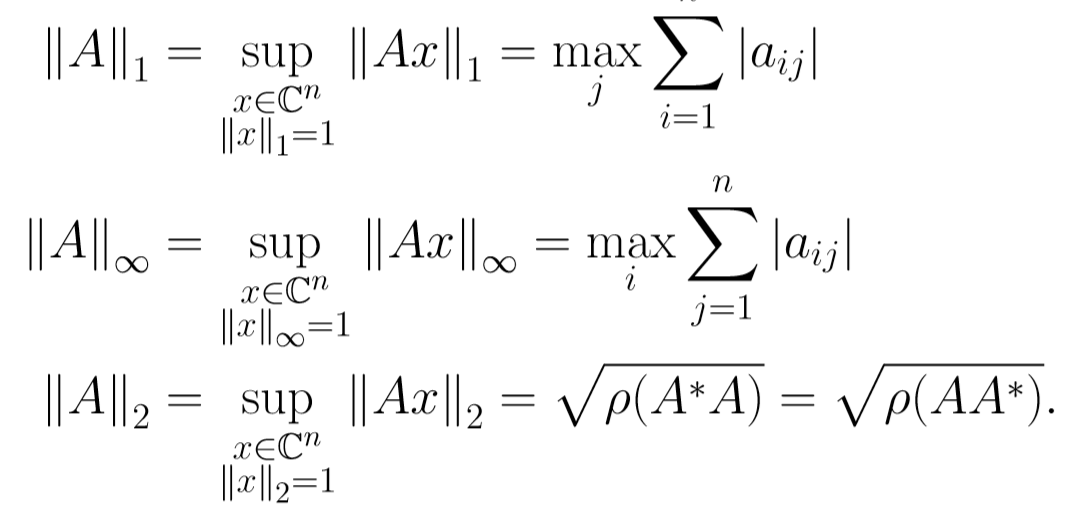 ‖A‖₁ = sup_{x∈ℂⁿ, ‖x‖₁=1} ‖Ax‖₁ = max_j ∑_{i=1} |a_{ij}|
‖A‖_∞ = sup_{x∈ℂⁿ, ‖x‖_∞=1} ‖Ax‖_∞ = max_i ∑_{j=1}^{n} |a_{ij}|
‖A‖₂ = sup_{x∈ℂⁿ, ‖x‖₂=1} ‖Ax‖₂ = √(ρ(A*A)) = √(ρ(AA*)).